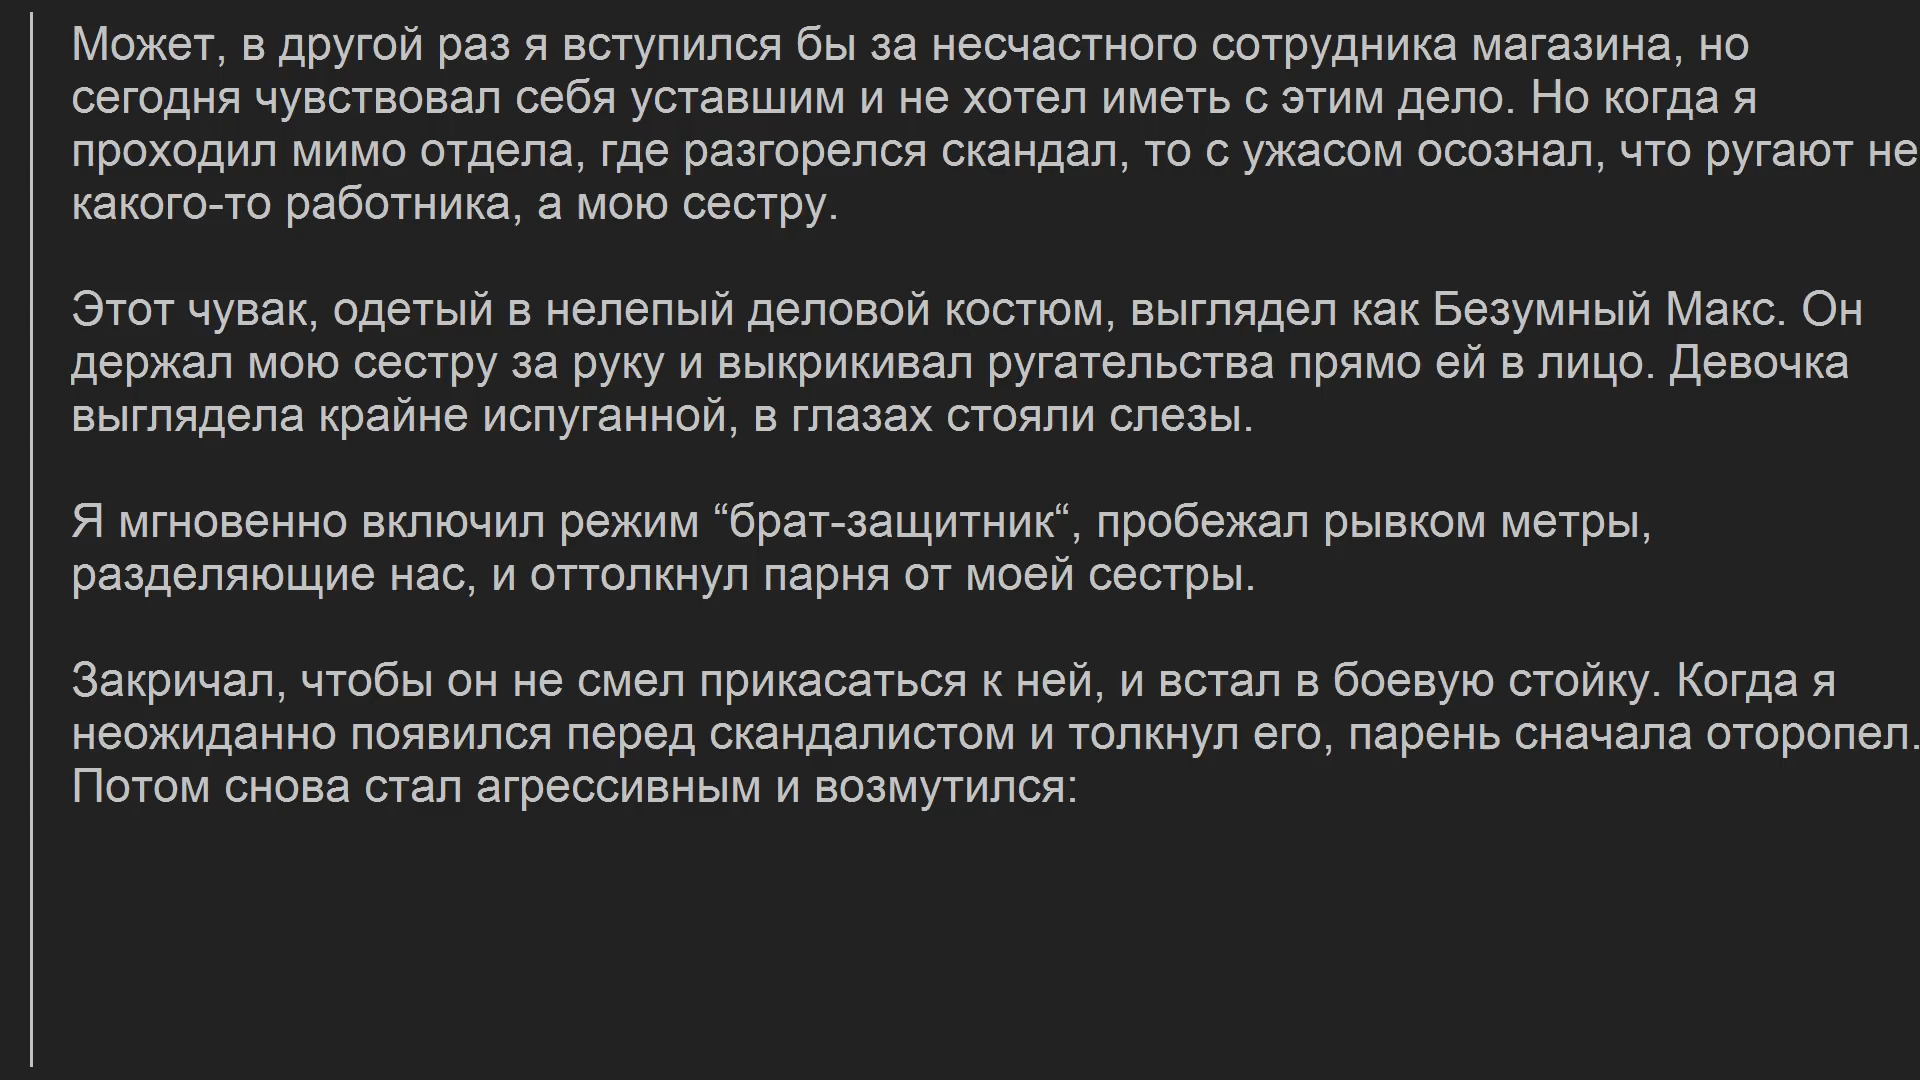 Может, в другой раз я вступился бы за несчастного сотрудника магазина, но
сегодня чувствовал себя уставшим и не хотел иметь с этим дело. Но когда я
проходил мимо отдела, где разгорелся скандал, то с ужасом осознал, что ругают не
какого-то работника, а мою сестру.
Этот чувак, одетый в нелепый деловой костюм, выглядел как Безумный Макс. Он
держал мою сестру за руку и выкрикивал ругательства прямо ей в лицо. Девочка
выглядела крайне испуганной, в глазах стояли слезы.
Я мгновенно включил режим “брат-защитник“, пробежал рывком метры,
разделяющие нас, и оттолкнул парня от моей сестры.
Закричал, чтобы он не смел прикасаться к ней, и встал в боевую стойку. Когда я
неожиданно появился перед скандалистом и толкнул его, парень сначала оторопел.
Потом снова стал агрессивным и возмутился: